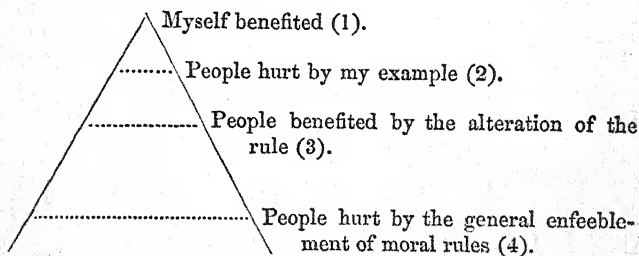 Myself benefited (1).
People hurt by my example (2).
People benefited by the alteration of the
rule (3).
People hurt by the general enfeeble-
ment of moral rules (4).